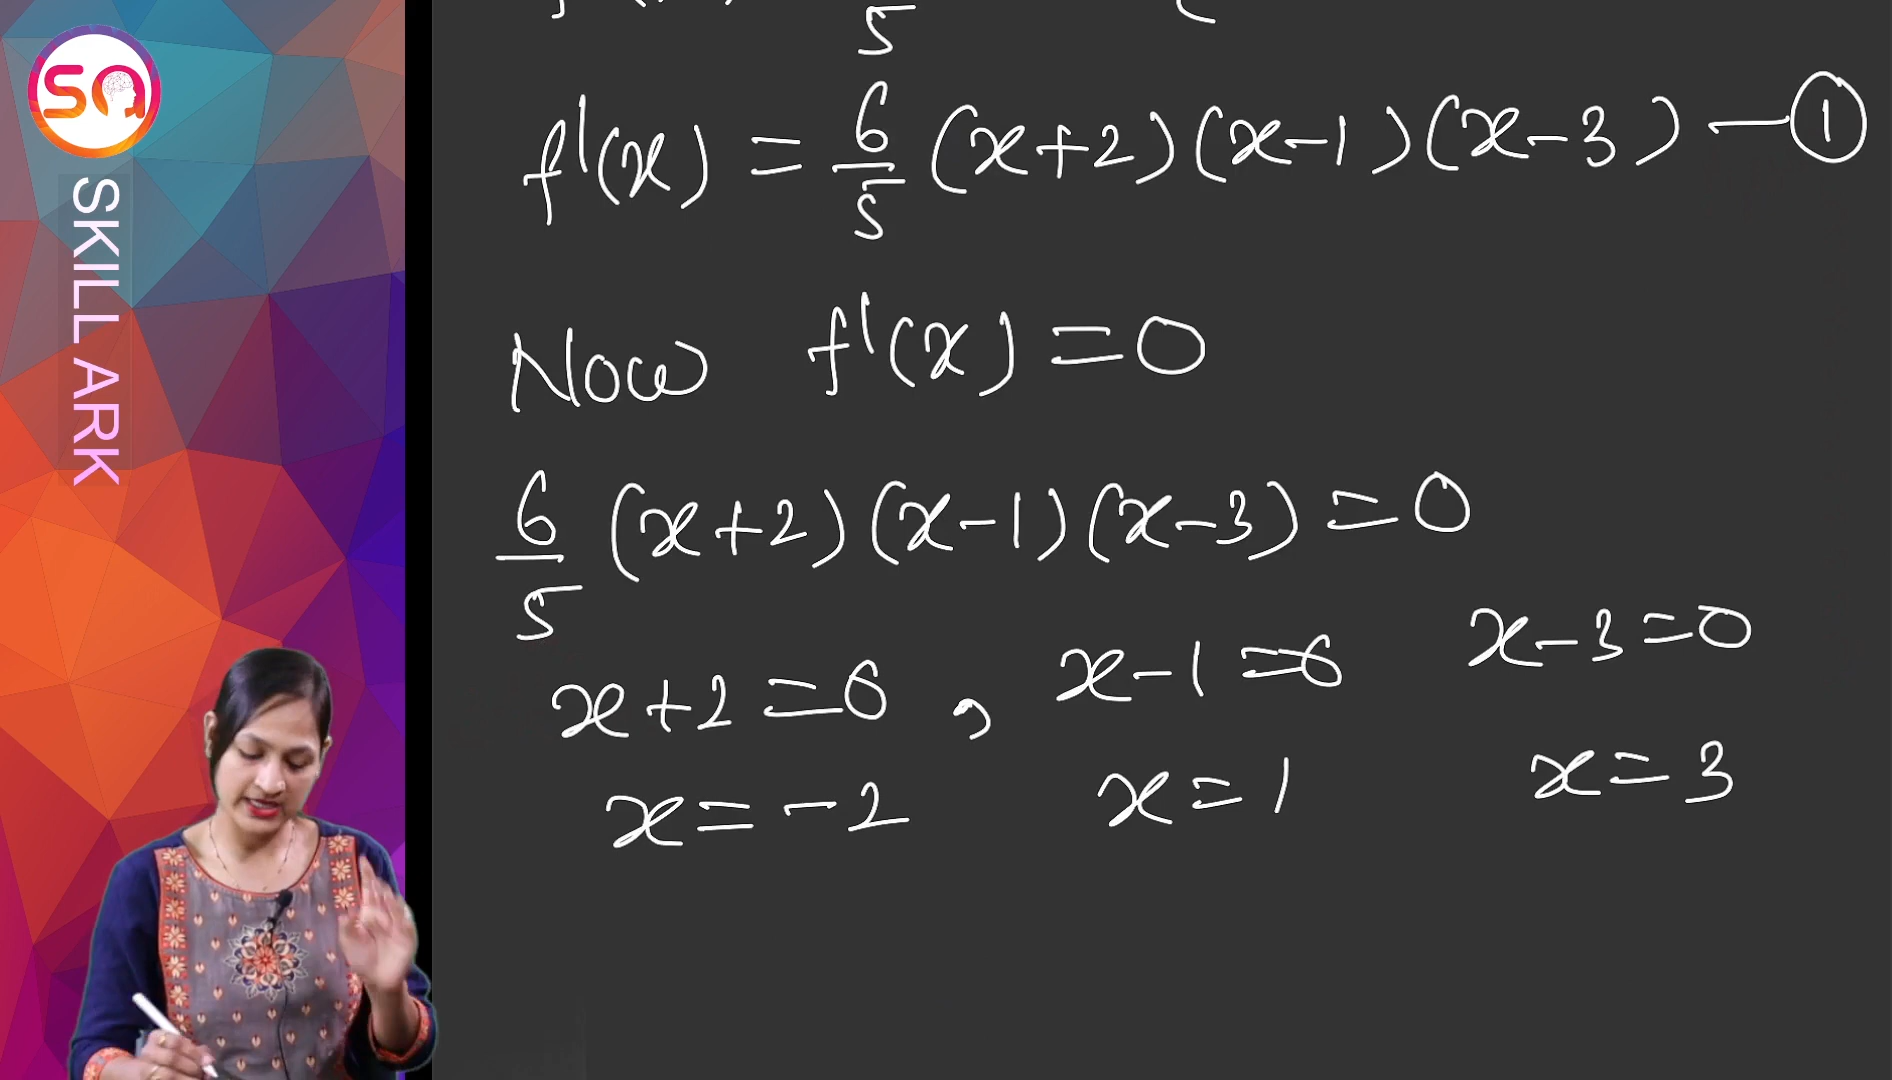 SKILL ARK
5
f'(x) = 6/5 (x+2)(x-1)(x-3) — ①
Now f'(x) = 0
6/5 (x+2)(x-1)(x-3) = 0
x+2=0 , x-1=0 x-3=0
x=-2 x=1 x=3